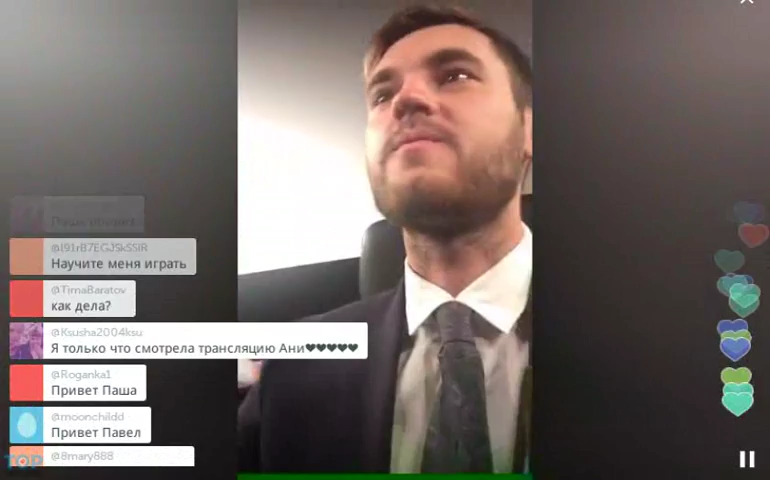 @l91rB7EGJSkSSIR
Научите меня играть
@TimaBaratov
как дела?
@Ksusha2004ksu
Я только что смотрела трансляцию Ани❤❤❤❤❤
@Roganka1
Привет Паша
@moonchildd
Привет Павел
@8mary888
TOP